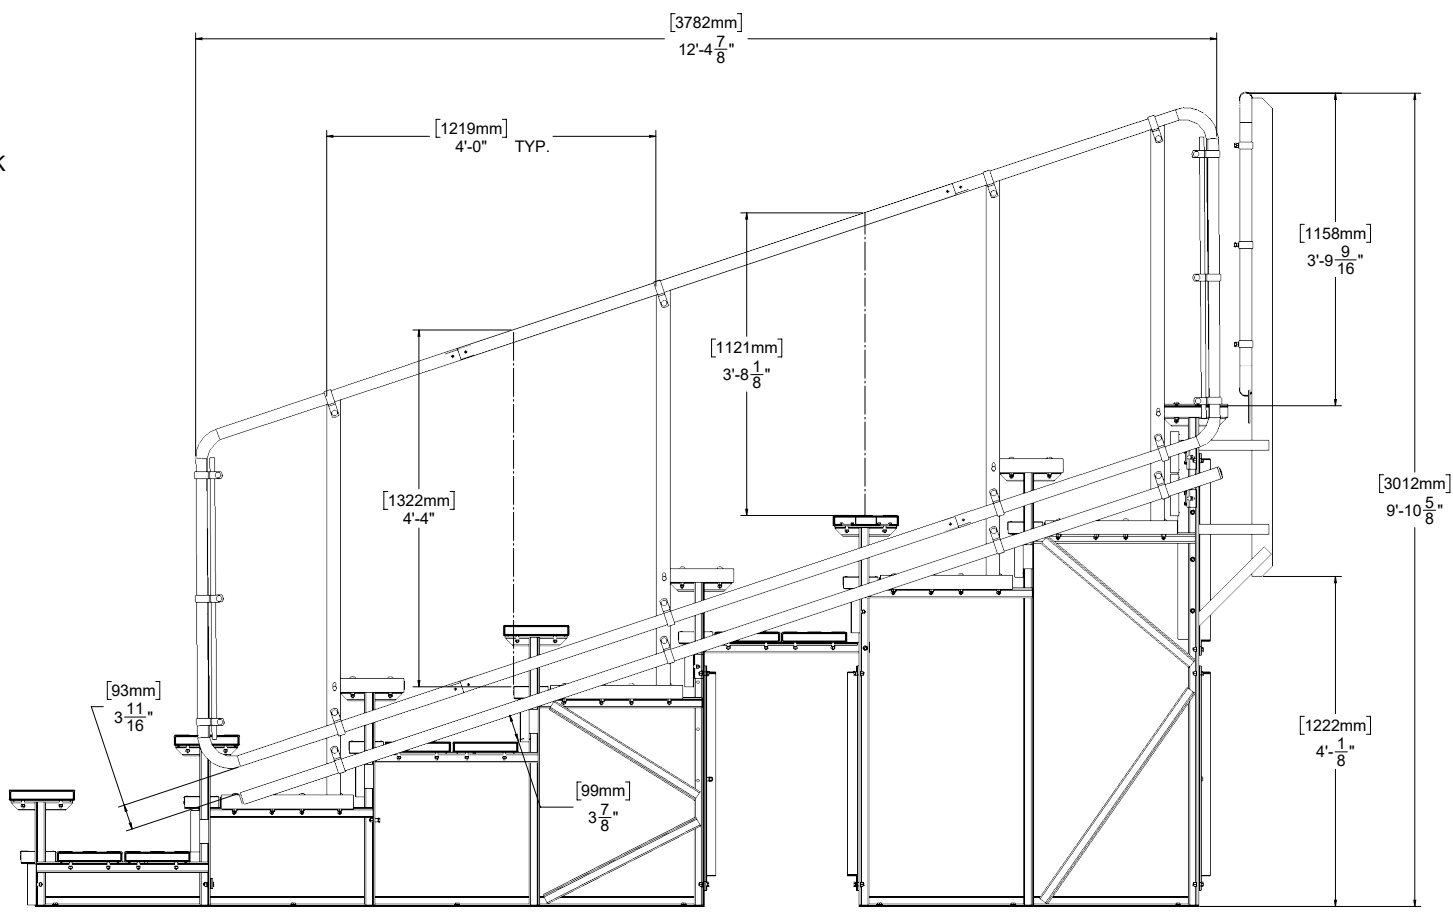 [3782mm]
12'-4 7/8"
[1219mm]
4'-0" TYP.
K
[1158mm]
3'-9 9/16"
[1121mm]
3'-8 1/8"
[1322mm]
4'-4"
[3012mm]
9'-10 5/8"
[93mm]
3 11/16"
[1222mm]
4'- 1/8"
[99mm]
3 7/8"